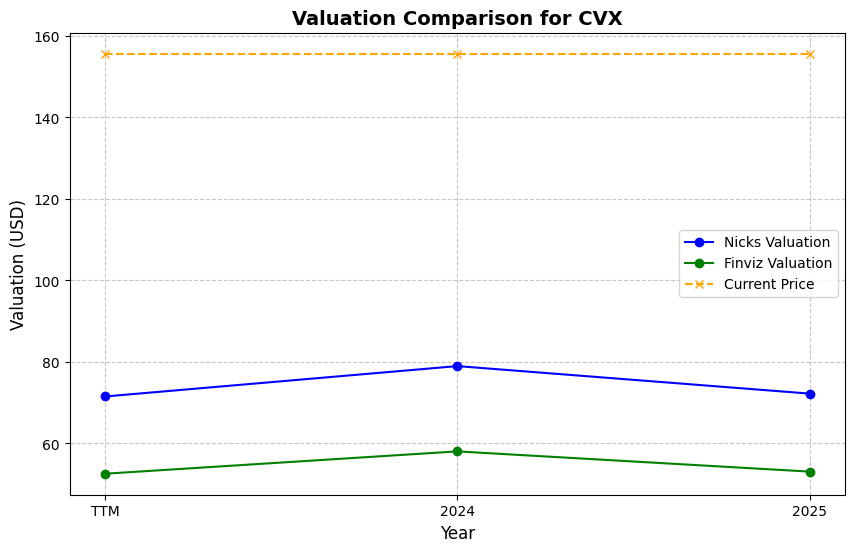 Valuation Comparison for CVX
Valuation (USD)
160
140
120
100
80
60
Nicks Valuation
Finviz Valuation
Current Price
TTM
2024
2025
Year